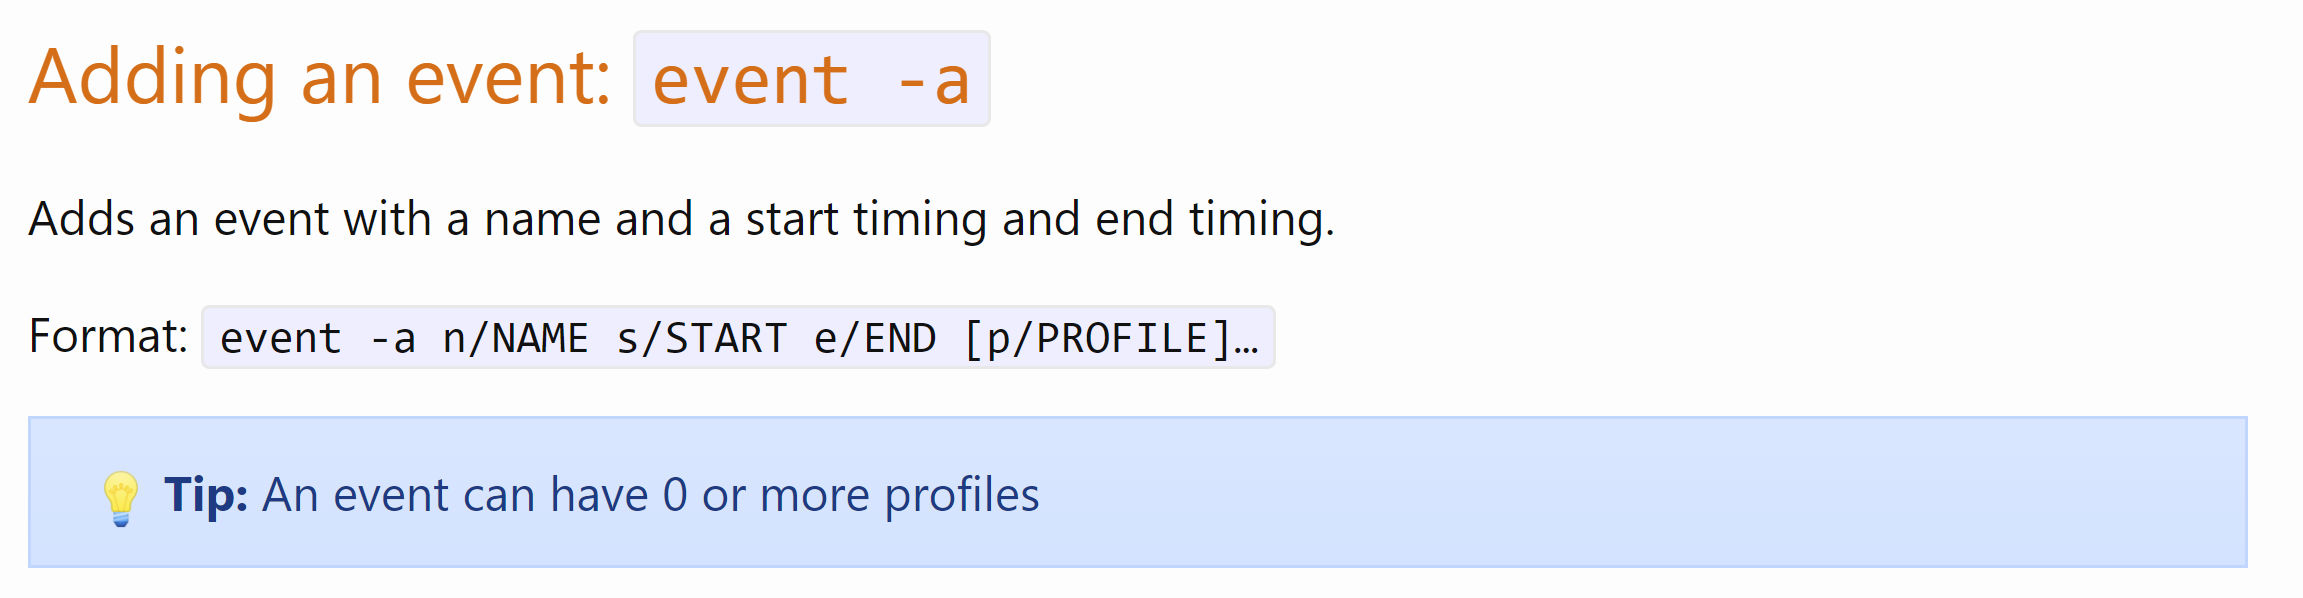 Adding an event: event -a
Adds an event with a name and a start timing and end timing.
Format: event -a n/NAME s/START e/END [p/PROFILE]…
Tip: An event can have 0 or more profiles